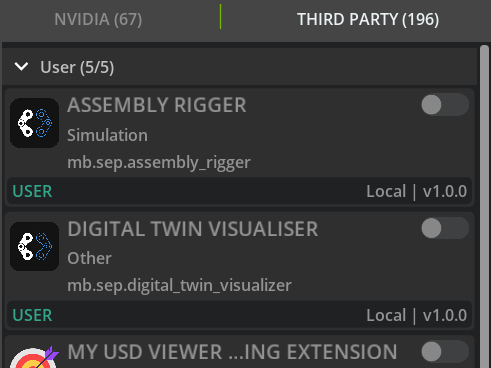 NVIDIA (67)
THIRD PARTY (196)
User (5/5)
ASSEMBLY RIGGER
Simulation
mb.sep.assembly_rigger
USER
Local | v1.0.0
DIGITAL TWIN VISUALISER
Other
mb.sep.digital_twin_visualizer
USER
Local | v1.0.0
MY USD VIEWER ...ING EXTENSION